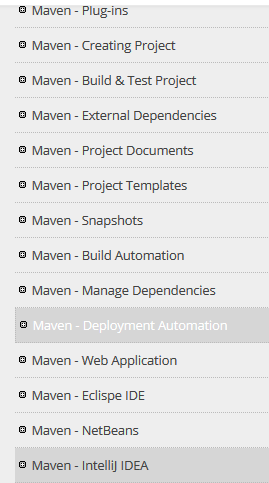 Maven - Plug-ins
Maven - Creating Project
Maven - Build & Test Project
Maven - External Dependencies
Maven - Project Documents
Maven - Project Templates
Maven - Snapshots
Maven - Build Automation
Maven - Manage Dependencies
Maven - Deployment Automation
Maven - Web Application
Maven - Eclispe IDE
Maven - NetBeans
Maven - IntelliJ IDEA